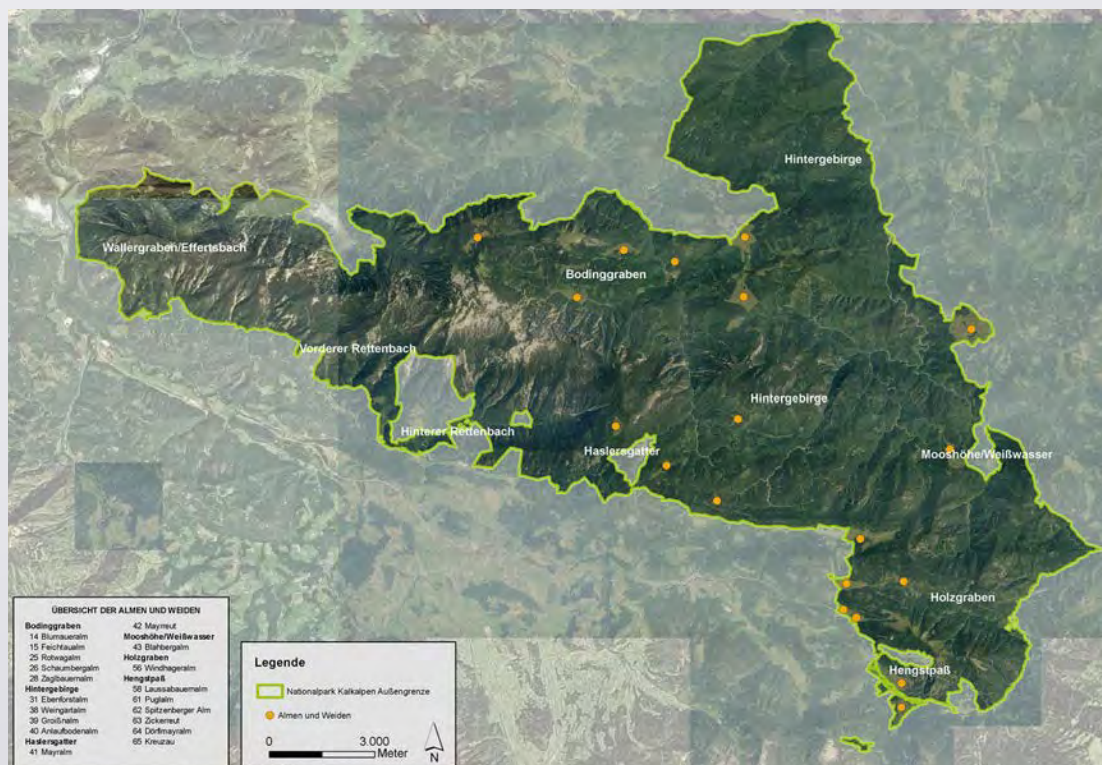 Hintergebirge
Wallergraben/Effertsbach
Bodinggraben
Vorderer Rettenbach
Hintergebirge
Hinterer Rettenbach
Haslersgatter
Mooshöhe/Weißwasser
Holzgraben
Hengstpaß
ÜBERSICHT DER ALMEN UND WEIDEN
Bodinggraben
14 Blumaueralm
15 Feichtaualm
25 Rotwagalm
26 Schaumbergalm
28 Zaglbauernalm
Hintergebirge
31 Ebenforstalm
38 Weingartalm
39 Groißnalm
40 Anlaufbodenalm
Haslersgatter
41 Mayralm
42 Mayrreut
Mooshöhe/Weißwasser
43 Blahbergalm
Holzgraben
56 Windhageralm
Hengstpaß
58 Laussabauernalm
61 Puglalm
62 Spitzenberger Alm
63 Zickerreut
64 Dörflmayralm
65 Kreuzau
Legende
Nationalpark Kalkalpen Außengrenze
Almen und Weiden
0 3.000
Meter
N